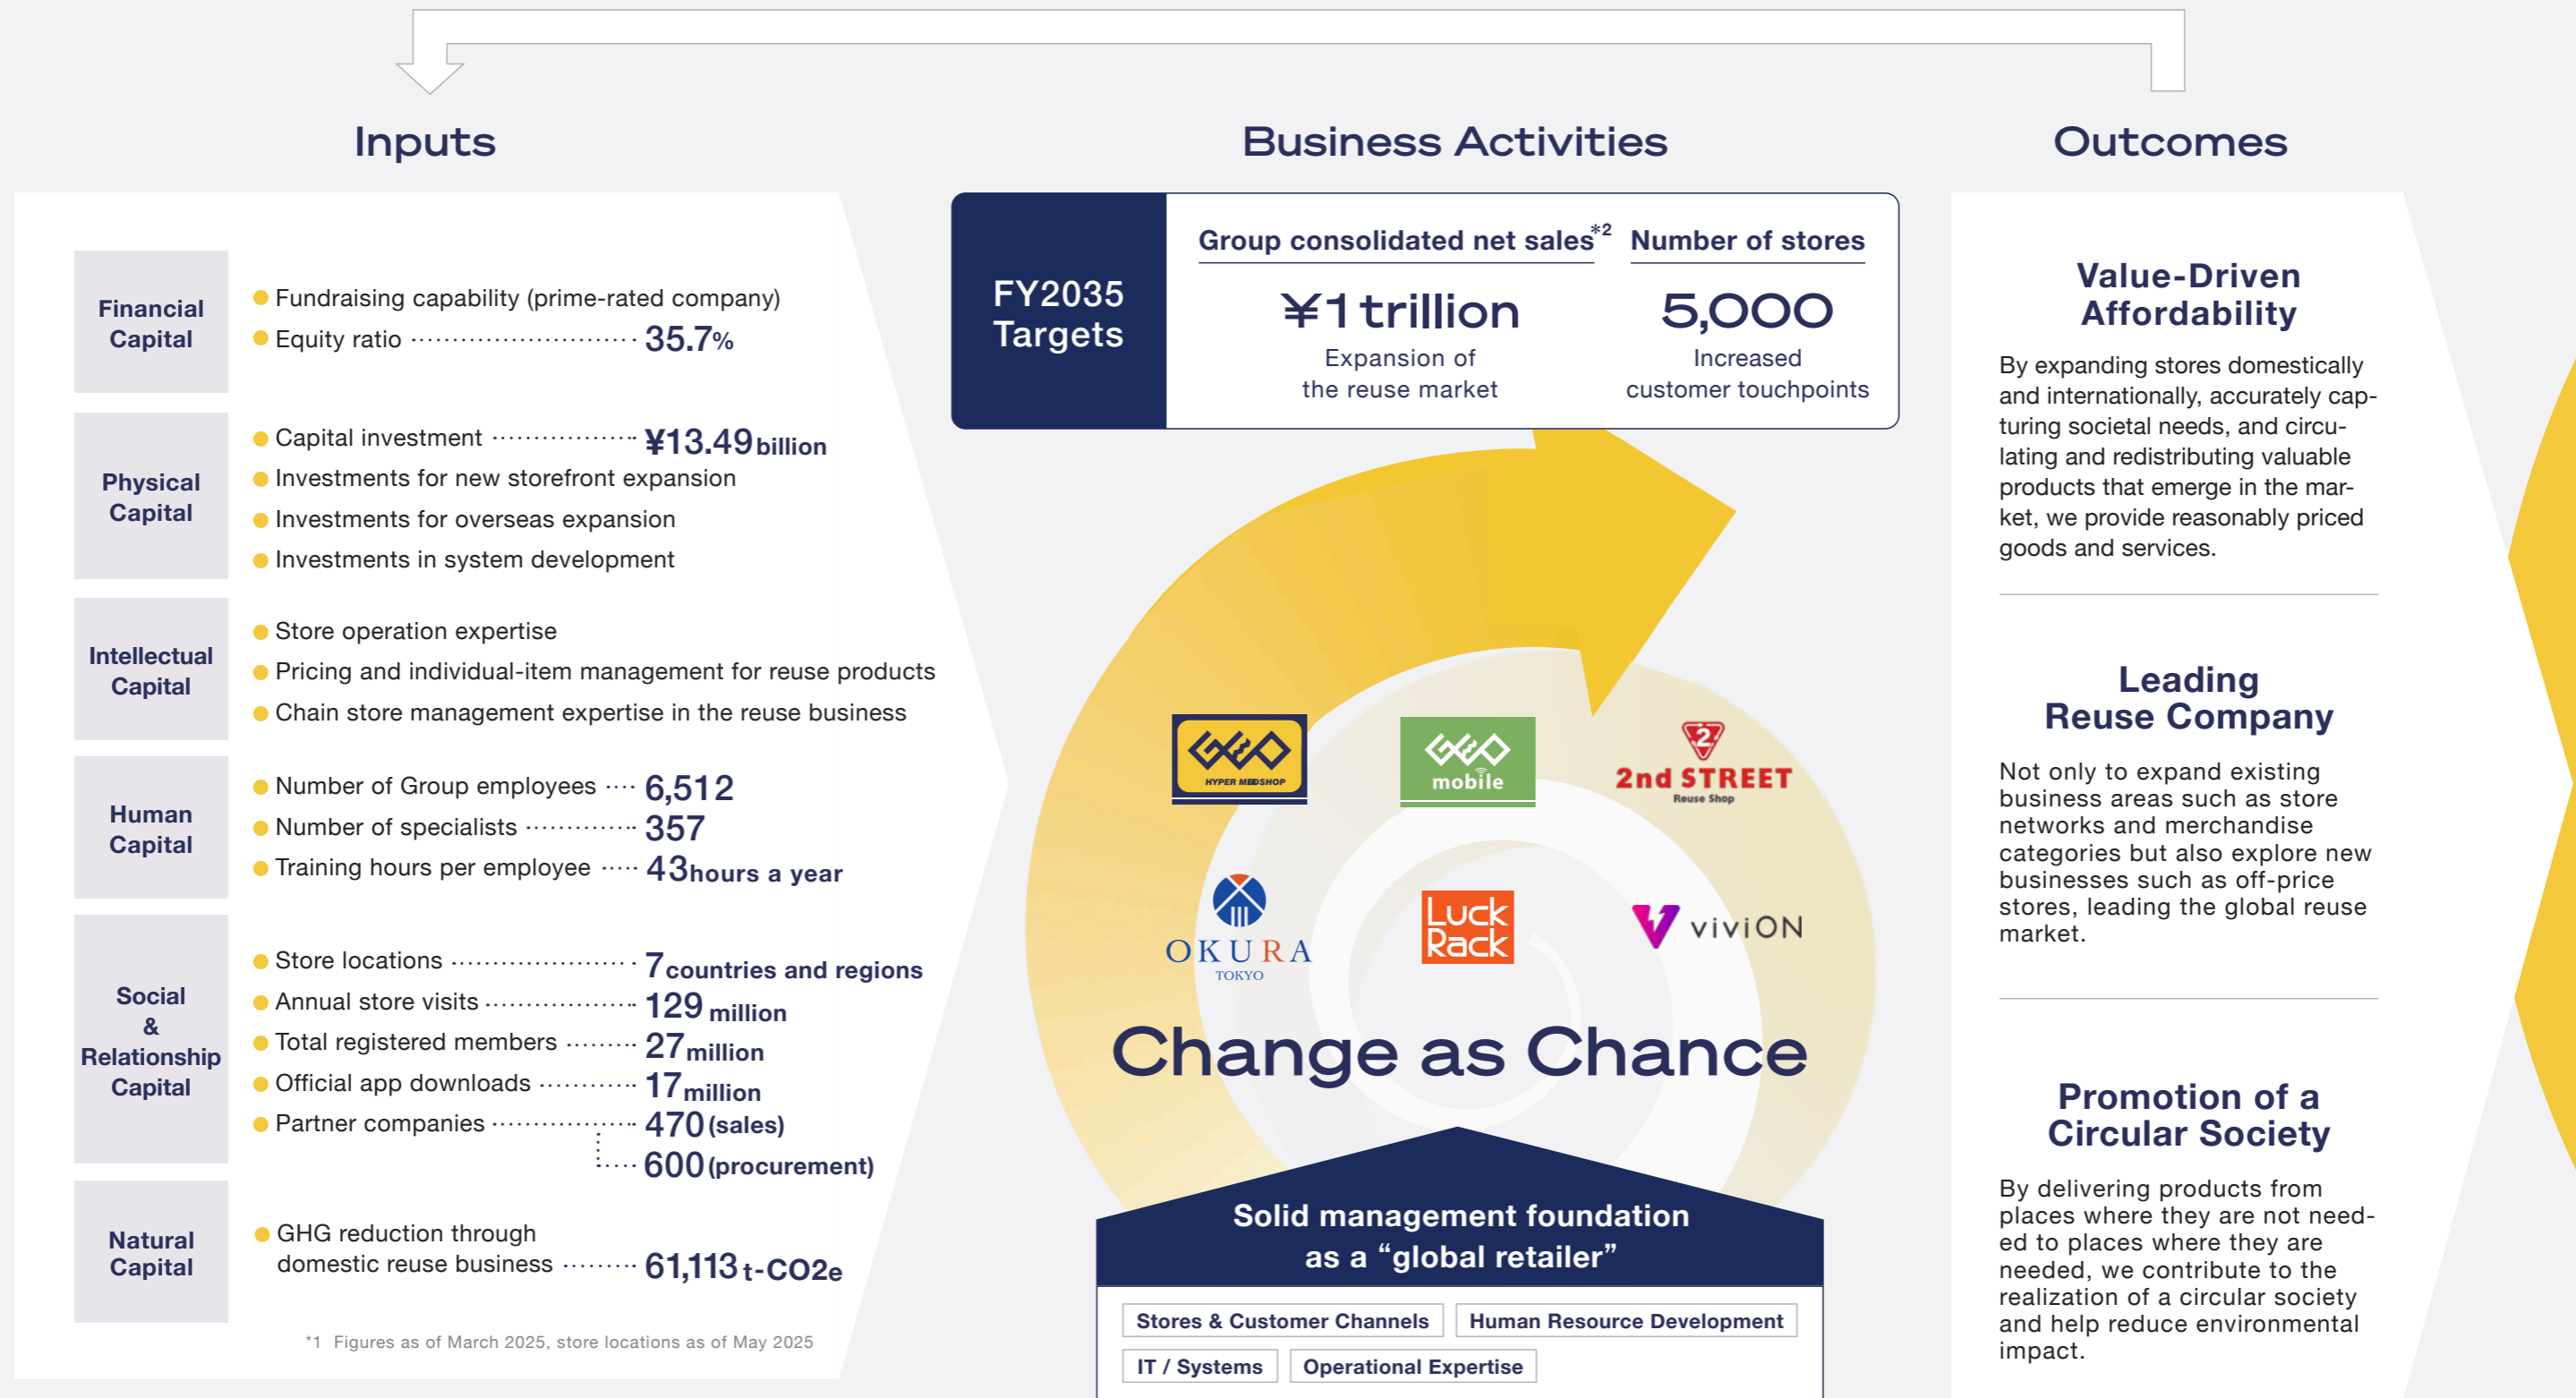 Inputs
Financial
Capital
Fundraising capability (prime-rated company)
Equity ratio 35.7%
Physical
Capital
Capital investment ¥13.49 billion
Investments for new storefront expansion
Investments for overseas expansion
Investments in system development
Intellectual
Capital
Store operation expertise
Pricing and individual-item management for reuse products
Chain store management expertise in the reuse business
Human
Capital
Number of Group employees 6,512
Number of specialists 357
Training hours per employee 43 hours a year
Social
&
Relationship
Capital
Store locations 7 countries and regions
Annual store visits 129 million
Total registered members 27 million
Official app downloads 17 million
Partner companies 470 (sales)
600 (procurement)
Natural
Capital
GHG reduction through
domestic reuse business 61,113 t-CO2e
*1 Figures as of March 2025, store locations as of May 2025
Business Activities
FY2035
Targets
Group consolidated net sales*2
¥1 trillion
Expansion of
the reuse market
Number of stores
5,000
Increased
customer touchpoints
GEO
HYPER MEDSHOP
GEO
mobile
2
2nd STREET
Reuse Shop
OKURA
TOKYO
Luck
Rack
viviON
Change as Chance
Solid management foundation
as a “global retailer”
Stores & Customer Channels
Human Resource Development
IT / Systems
Operational Expertise
Outcomes
Value-Driven
Affordability
By expanding stores domestically
and internationally, accurately cap-
turing societal needs, and circu-
lating and redistributing valuable
products that emerge in the mar-
ket, we provide reasonably priced
goods and services.
Leading
Reuse Company
Not only to expand existing
business areas such as store
networks and merchandise
categories but also explore new
businesses such as off-price
stores, leading the global reuse
market.
Promotion of a
Circular Society
By delivering products from
places where they are not need-
ed to places where they are
needed, we contribute to the
realization of a circular society
and help reduce environmental
impact.